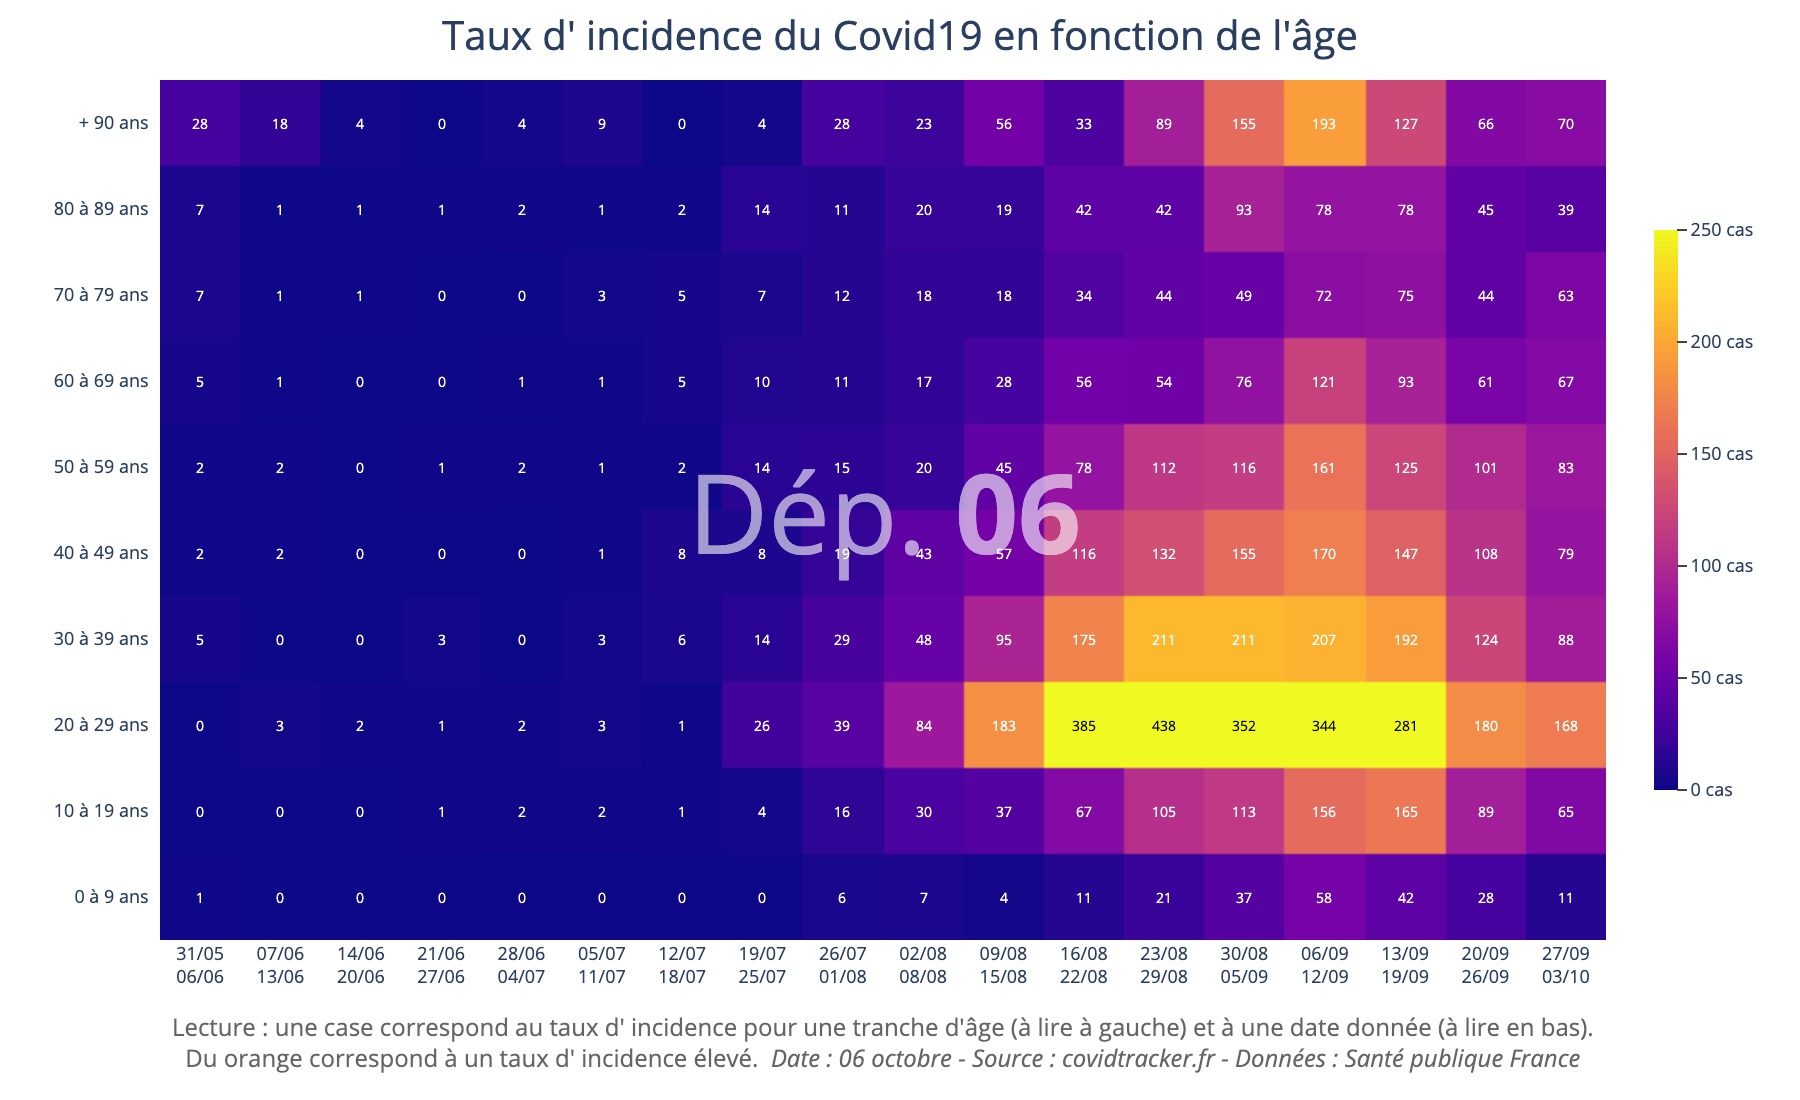 Taux d' incidence du Covid19 en fonction de l'âge
+ 90 ans 28 18 4 0 4 9 0 4 28 23 56 33 89 155 193 127 66 70
80 à 89 ans 7 1 1 1 2 1 2 14 11 20 19 42 42 93 78 78 45 39
70 à 79 ans 7 1 1 0 0 3 5 7 12 18 18 34 44 49 72 75 44 63
60 à 69 ans 5 1 0 0 1 1 5 10 11 17 28 56 54 76 121 93 61 67
50 à 59 ans 2 2 0 1 2 1 2 14 15 20 45 78 112 116 161 125 101 83
Dép. 06
40 à 49 ans 2 2 0 0 0 1 8 8 19 43 57 116 132 155 170 147 108 79
30 à 39 ans 5 0 0 3 0 3 6 14 29 48 95 175 211 211 207 192 124 88
20 à 29 ans 0 3 2 1 2 3 1 26 39 84 183 385 438 352 344 281 180 168
10 à 19 ans 0 0 0 1 2 2 1 4 16 30 37 67 105 113 156 165 89 65
0 à 9 ans 1 0 0 0 0 0 0 0 6 7 4 11 21 37 58 42 28 11
31/05 07/06 14/06 21/06 28/06 05/07 12/07 19/07 26/07 02/08 09/08 16/08 23/08 30/08 06/09 13/09 20/09 27/09
06/06 13/06 20/06 27/06 04/07 11/07 18/07 25/07 01/08 08/08 15/08 22/08 29/08 05/09 12/09 19/09 26/09 03/10
250 cas
200 cas
150 cas
100 cas
50 cas
0 cas
Lecture : une case correspond au taux d' incidence pour une tranche d'âge (à lire à gauche) et à une date donnée (à lire en bas).
Du orange correspond à un taux d' incidence élevé. Date : 06 octobre - Source : covidtracker.fr - Données : Santé publique France